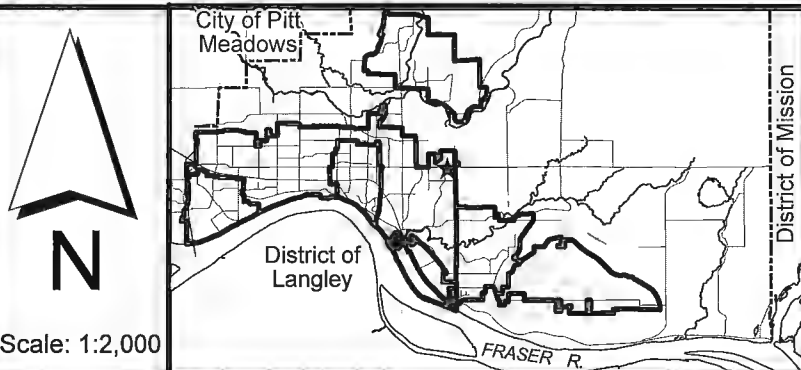 City of Pitt
Meadows
District of Mission
District of
Langley
N
Scale: 1:2,000
FRASER R.